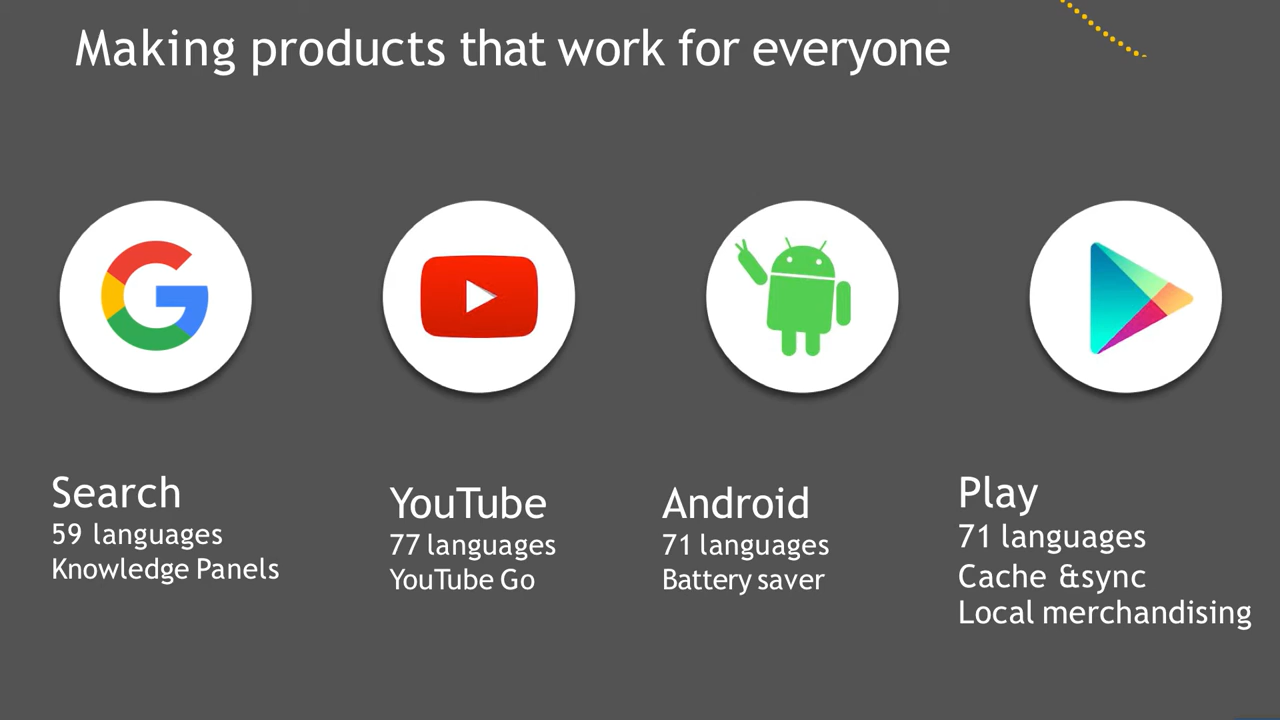 Making products that work for everyone
Search
59 languages
Knowledge Panels
YouTube
77 languages
YouTube Go
Android
71 languages
Battery saver
Play
71 languages
Cache &sync
Local merchandising